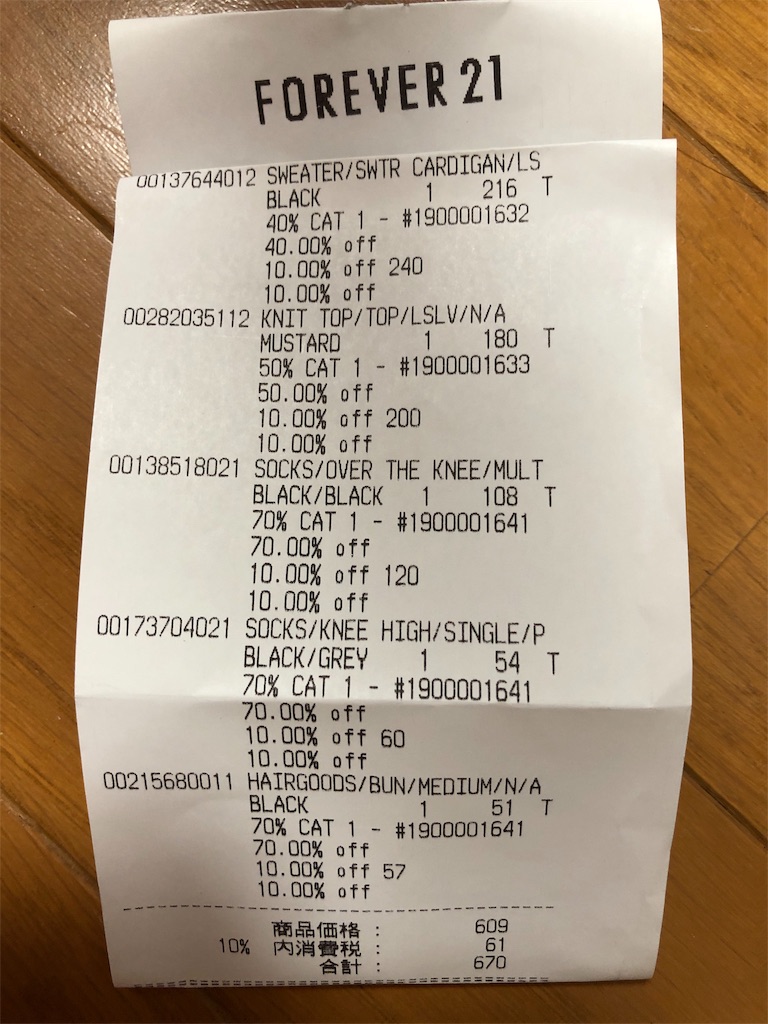 FOREVER 21
00137644012 SWEATER/SWTR CARDIGAN/LS
BLACK 1 216 T
40% CAT 1 - #1900001632
40.00% off
10.00% off 240
10.00% off
00282035112 KNIT TOP/TOP/LSLV/N/A
MUSTARD 1 180 T
50% CAT 1 - #1900001633
50.00% off
10.00% off 200
10.00% off
00138518021 SOCKS/OVER THE KNEE/MULT
BLACK/BLACK 1 108 T
70% CAT 1 - #1900001641
70.00% off
10.00% off 120
10.00% off
00173704021 SOCKS/KNEE HIGH/SINGLE/P
BLACK/GREY 1 54 T
70% CAT 1 - #1900001641
70.00% off
10.00% off 60
10.00% off
00215680011 HAIRGOODS/BUN/MEDIUM/N/A
BLACK 1 51 T
70% CAT 1 - #1900001641
70.00% off
10.00% off 57
10.00% off
商品価格 : 609
10% 内消費税 : 61
合計 : 670